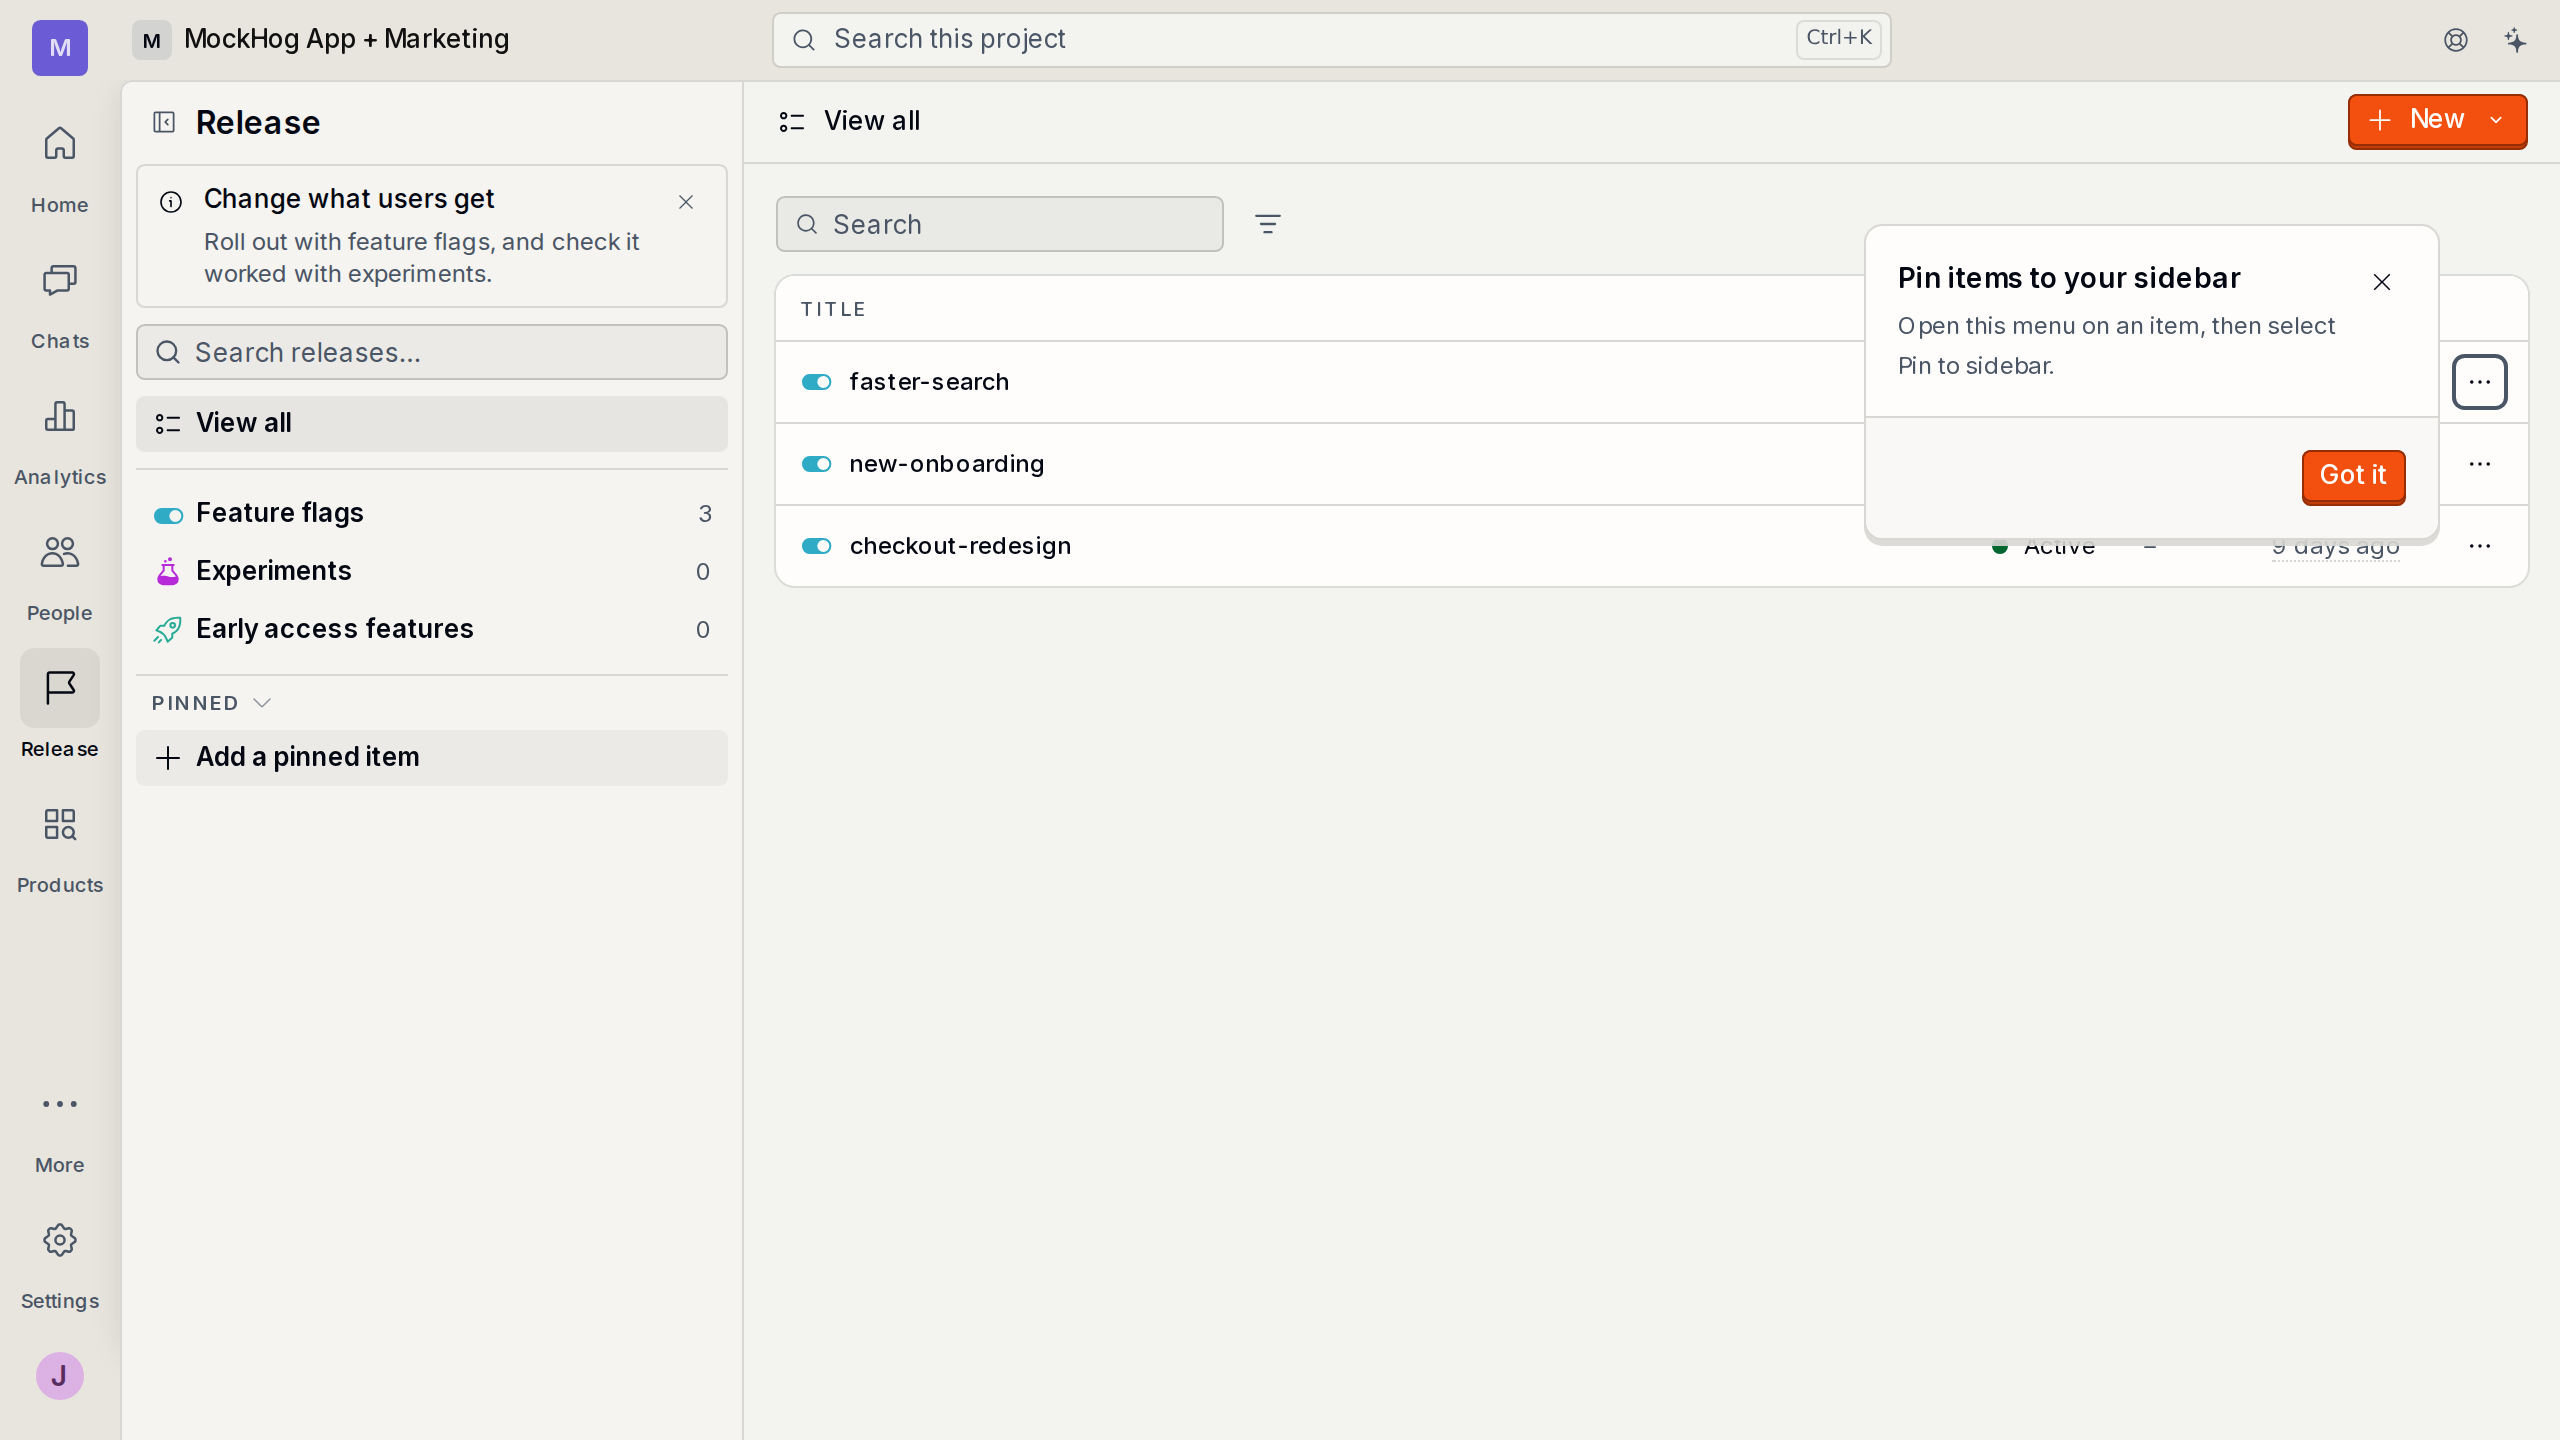 M
M MockHog App + Marketing
Search this project
Ctrl+K
Home
Chats
Analytics
People
Release
Products
More
Settings
J
Release
Change what users get
Roll out with feature flags, and check it
worked with experiments.
Search releases...
View all
Feature flags 3
Experiments 0
Early access features 0
PINNED
Add a pinned item
View all
New
Search
TITLE
faster-search
new-onboarding
checkout-redesign
Active – 9 days ago
Pin items to your sidebar
Open this menu on an item, then select
Pin to sidebar.
Got it